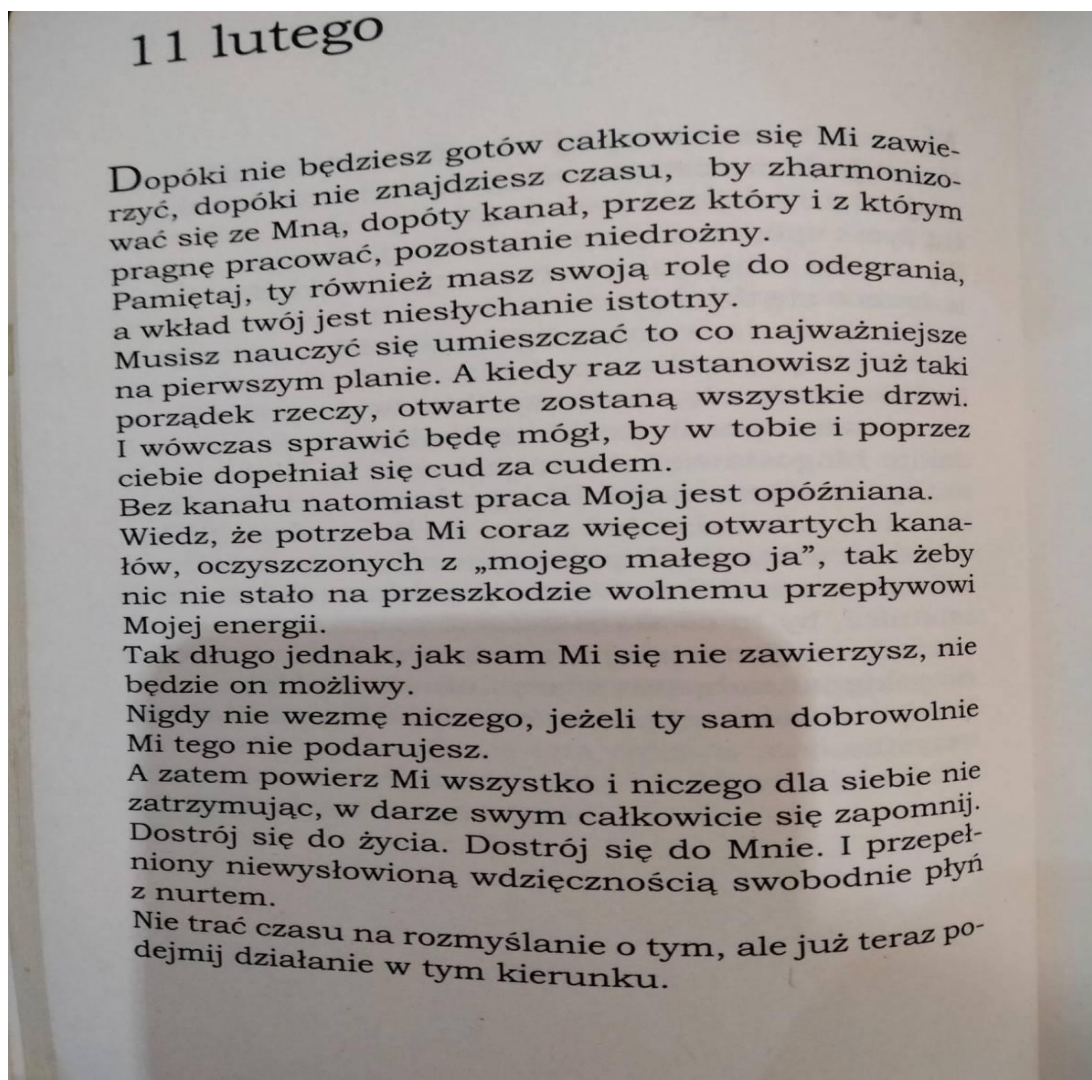 11 lutego
Dopóki nie będziesz gotów całkowicie się Mi zawie-
rzyć, dopóki nie znajdziesz czasu, by zharmonizo-
wać się ze Mną, dopóty kanał, przez który i z którym
pragnę pracować, pozostanie niedrożny.
Pamiętaj, ty również masz swoją rolę do odegrania,
a wkład twój jest niesłychanie istotny.
Musisz nauczyć się umieszczać to co najważniejsze
na pierwszym planie. A kiedy raz ustanowisz już taki
porządek rzeczy, otwarte zostaną wszystkie drzwi.
I wówczas sprawić będę mógł, by w tobie i poprzez
ciebie dopełniał się cud za cudem.
Bez kanału natomiast praca Moja jest opóźniana.
Wiedz, że potrzeba Mi coraz więcej otwartych kana-
łów, oczyszczonych z „mojego małego ja”, tak żeby
nic nie stało na przeszkodzie wolnemu przepływowi
Mojej energii.
Tak długo jednak, jak sam Mi się nie zawierzysz, nie
będzie on możliwy.
Nigdy nie wezmę niczego, jeżeli ty sam dobrowolnie
Mi tego nie podarujesz.
A zatem powierz Mi wszystko i niczego dla siebie nie
zatrzymując, w darze swym całkowicie się zapomnij.
Dostrój się do życia. Dostrój się do Mnie. I przepeł-
niony niewysłowioną wdzięcznością swobodnie płyń
z nurtem.
Nie trać czasu na rozmyślanie o tym, ale już teraz po-
dejmij działanie w tym kierunku.